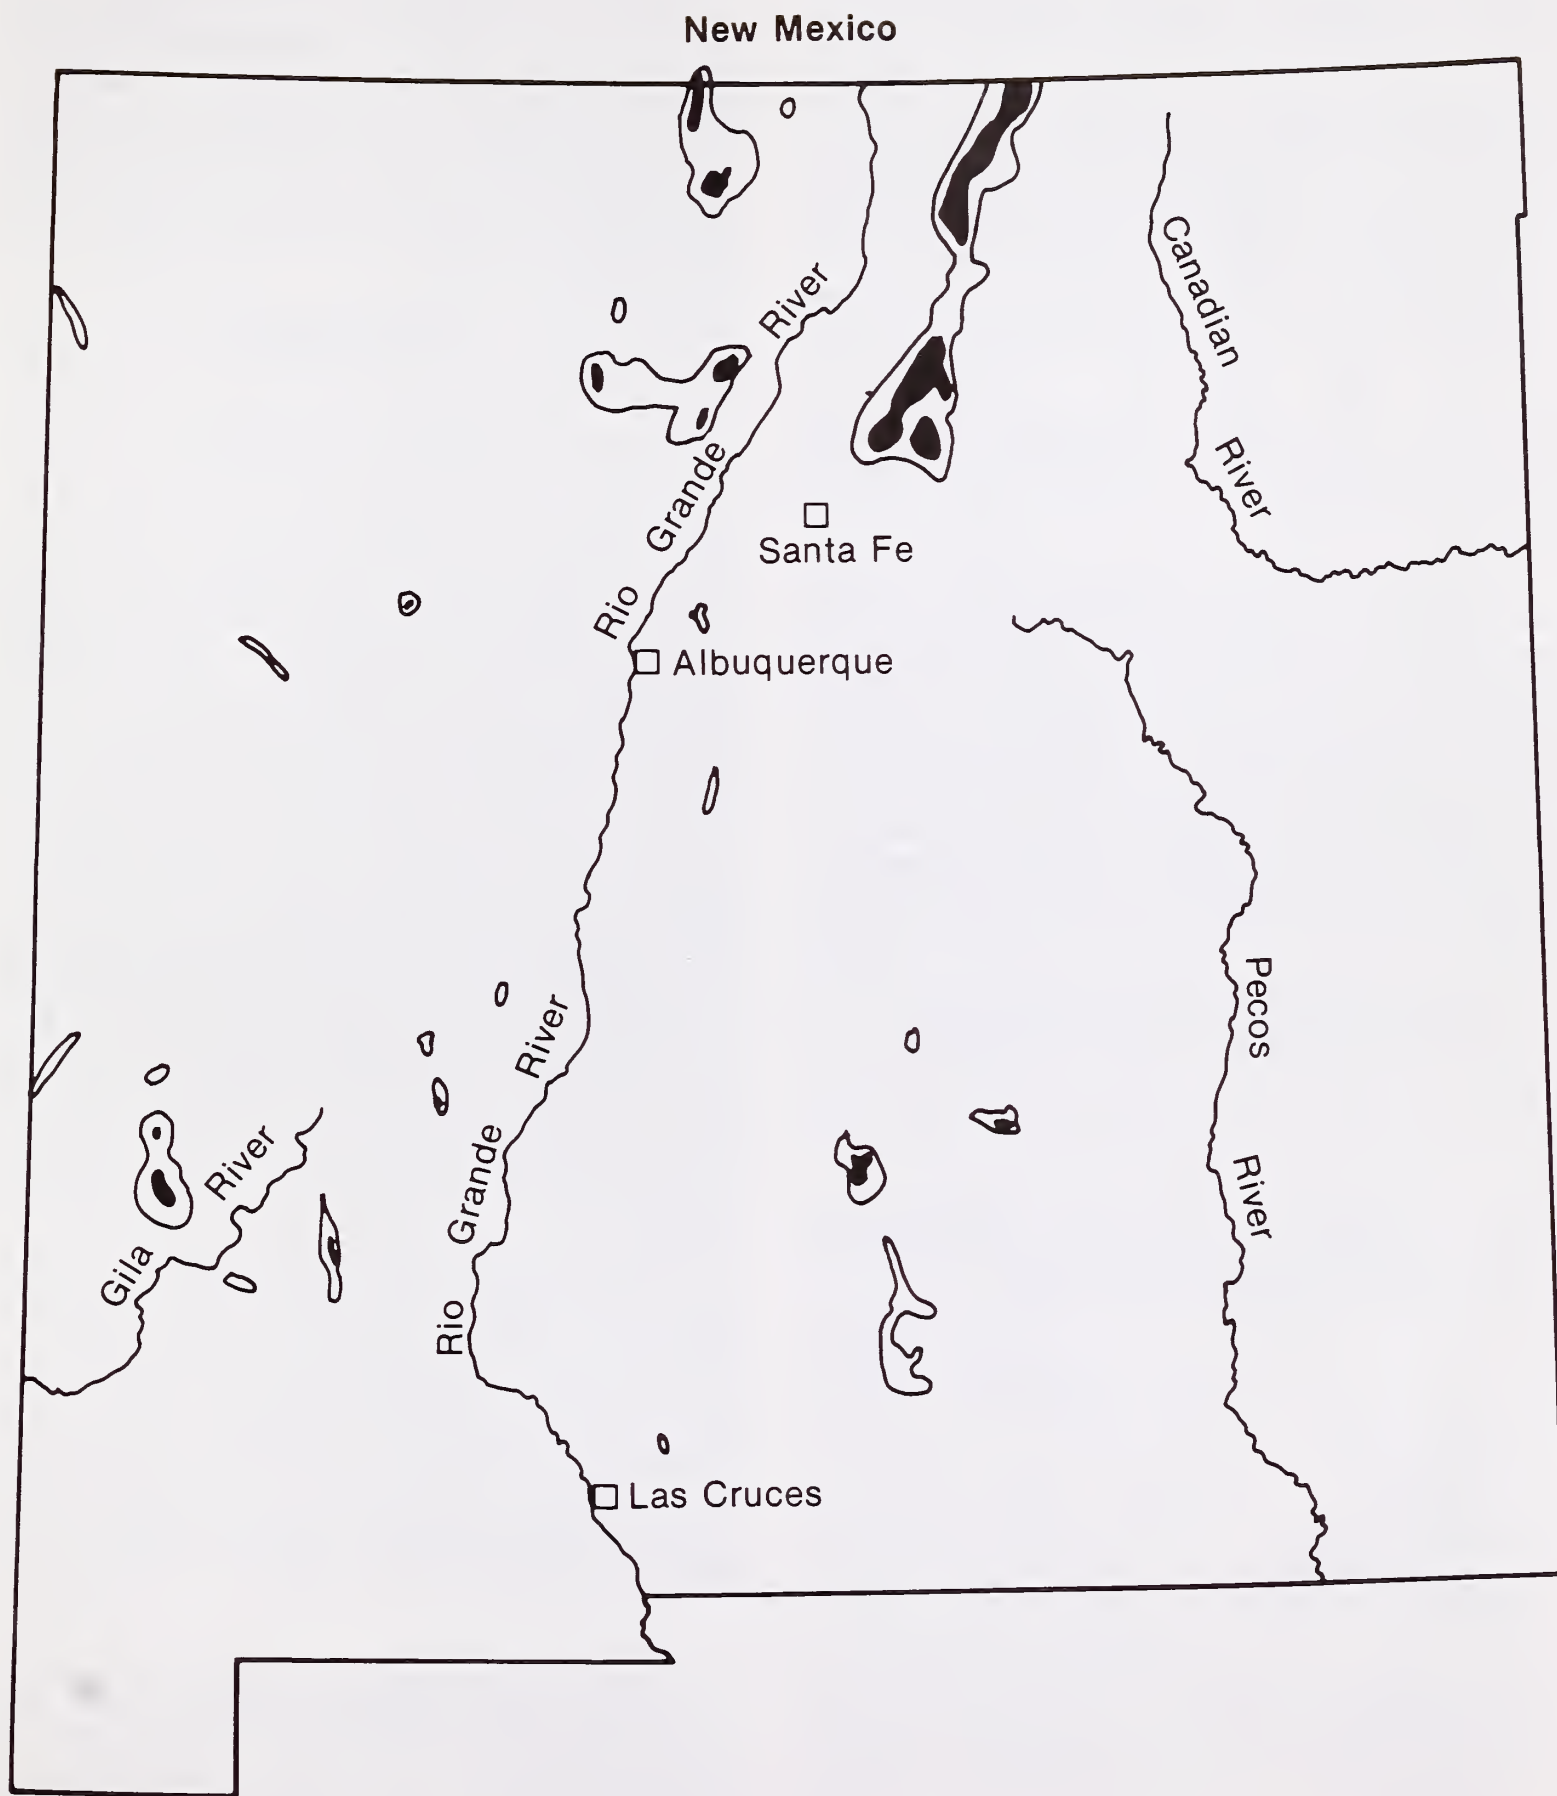 New Mexico
Canadian
River
Rio Grande River
Santa Fe
Albuquerque
Pecos River
Rio Grande River
Gila River
Las Cruces